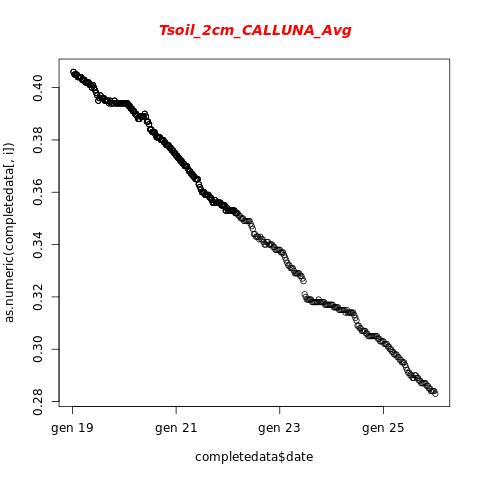 Tsoil_2cm_CALLUNA_Avg
as.numeric(completedata[, i])
0.40
0.38
0.36
0.34
0.32
0.30
0.28
gen 19 gen 21 gen 23 gen 25
completedata$date